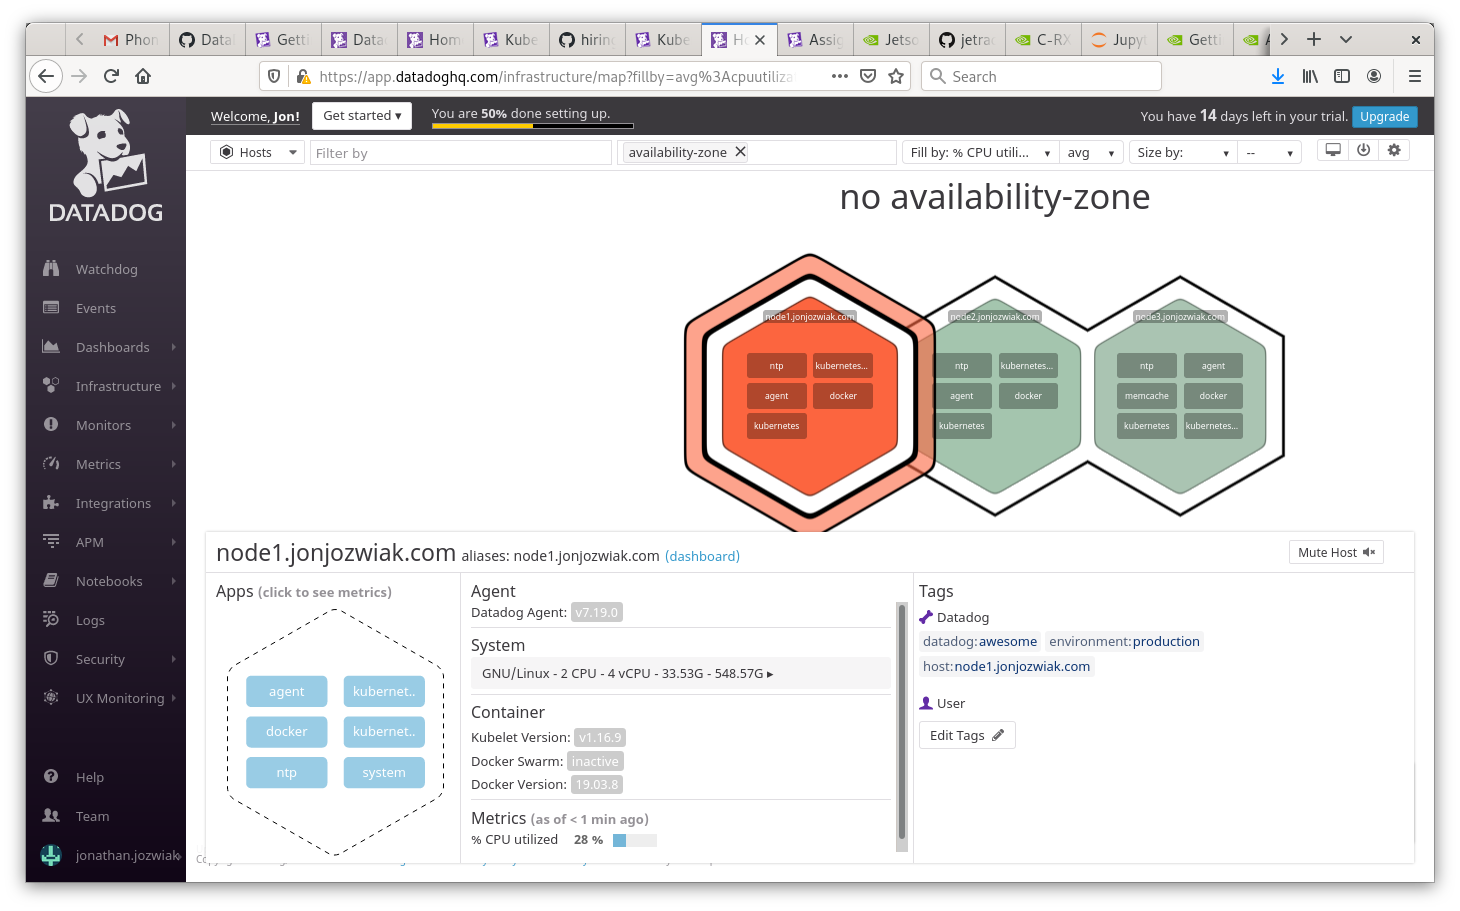 Phon
Datal
Getti
Data
Hom
Kube
hiring
Kube
Ho
Assig
Jetso
jetra
C-RX
Jupyt
Getti
https://app.datadoghq.com/infrastructure/map?fillby=avg%3Acpuutiliza
Search
DATADOG
Welcome, Jon!
Get started ▾
You are 50% done setting up.
You have 14 days left in your trial.
Upgrade
Hosts
Filter by
availability-zone ✕
Fill by: % CPU utili...
avg
Size by:
--
Watchdog
Events
Dashboards
Infrastructure
Monitors
Metrics
Integrations
APM
Notebooks
Logs
Security
UX Monitoring
Help
Team
jonathan.jozwiak
no availability-zone
node1.jonjozwiak.com
ntp
kubernetes...
agent
docker
kubernetes
node2.jonjozwiak.com
ntp
kubernetes...
agent
docker
kubernetes
node3.jonjozwiak.com
ntp
agent
memcache
docker
kubernetes
kubernetes...
node1.jonjozwiak.com aliases: node1.jonjozwiak.com (dashboard)
Mute Host
Apps (click to see metrics)
agent
kubernet..
docker
kubernet..
ntp
system
Agent
Datadog Agent: v7.19.0
System
GNU/Linux - 2 CPU - 4 vCPU - 33.53G - 548.57G ▸
Container
Kubelet Version: v1.16.9
Docker Swarm: inactive
Docker Version: 19.03.8
Metrics (as of < 1 min ago)
% CPU utilized 28 %
Tags
Datadog
datadog:awesome
environment:production
host:node1.jonjozwiak.com
User
Edit Tags